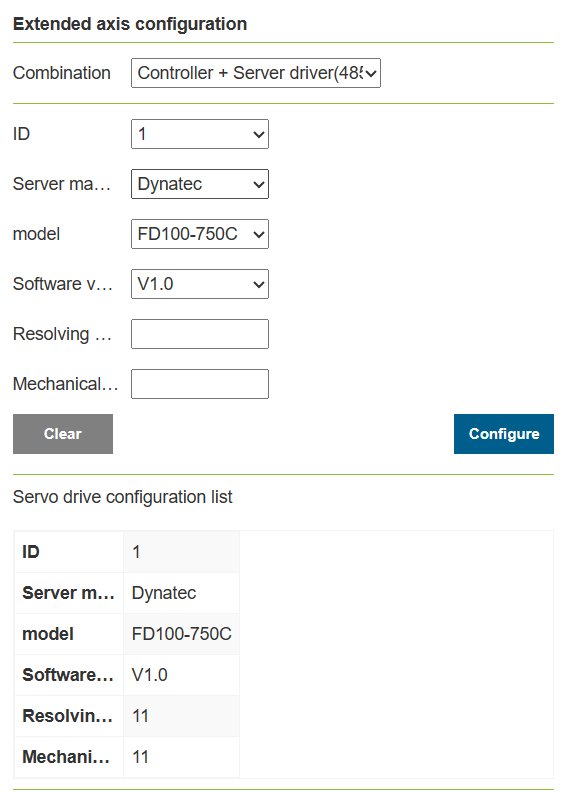 Extended axis configuration
Combination Controller + Server driver(485
ID 1
Server ma… Dynatec
model FD100-750C
Software v… V1.0
Resolving …
Mechanical…
Clear Configure
Servo drive configuration list
ID 1
Server m… Dynatec
model FD100-750C
Software… V1.0
Resolvin… 11
Mechani… 11